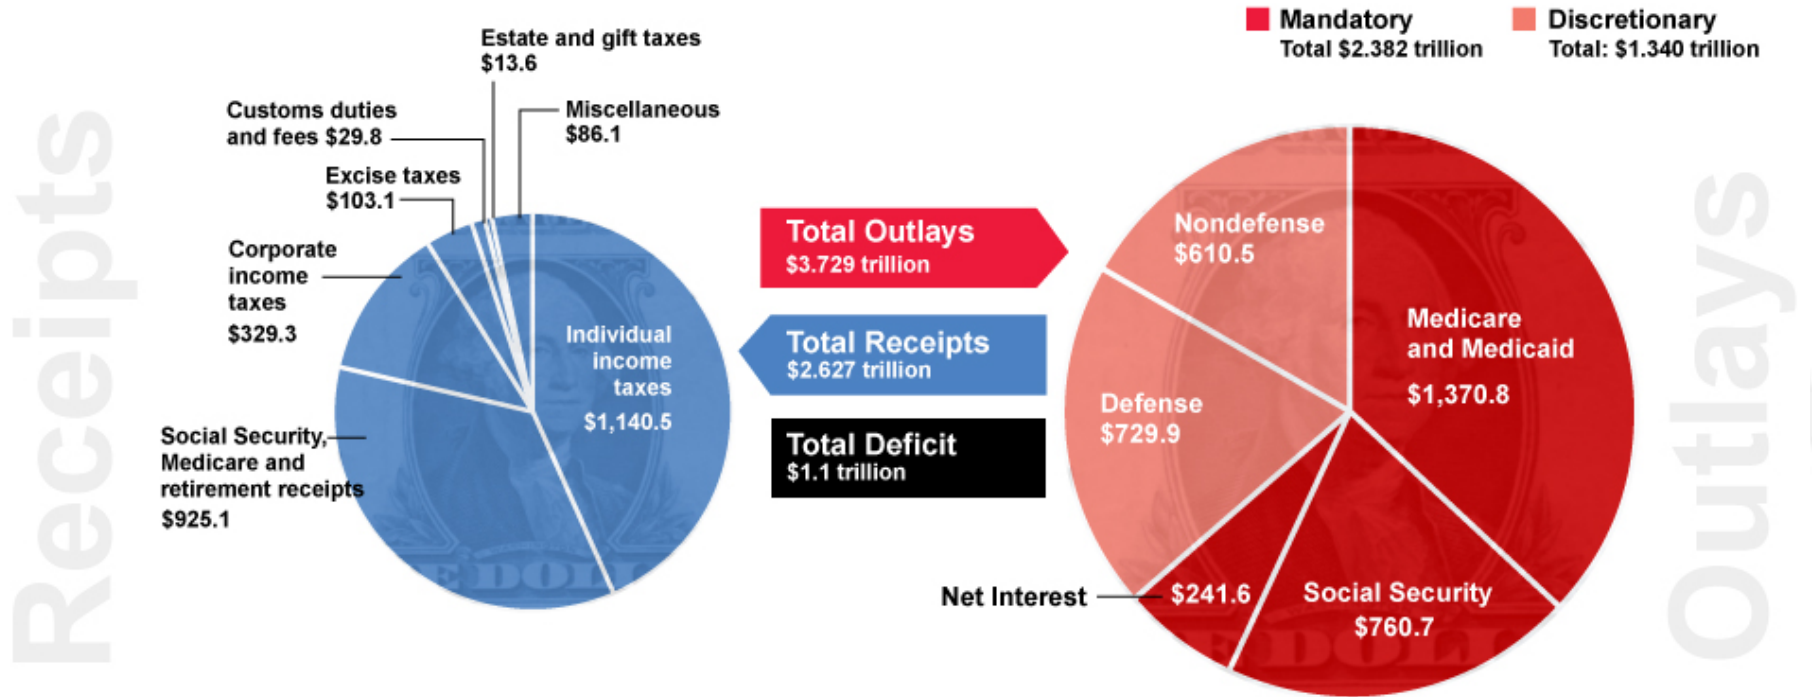 Receipts
Estate and gift taxes
$13.6
Customs duties
and fees $29.8
Miscellaneous
$86.1
Excise taxes
$103.1
Corporate
income
taxes
$329.3
Individual
income
taxes
$1,140.5
Social Security,
Medicare and
retirement receipts
$925.1
E DOLL
Total Outlays
$3.729 trillion
Total Receipts
$2.627 trillion
Total Deficit
$1.1 trillion
Mandatory
Total $2.382 trillion
Discretionary
Total: $1.340 trillion
Nondefense
$610.5
Medicare
and Medicaid
$1,370.8
Defense
$729.9
Net Interest
$241.6
Social Security
$760.7
E DOLL
Outlays